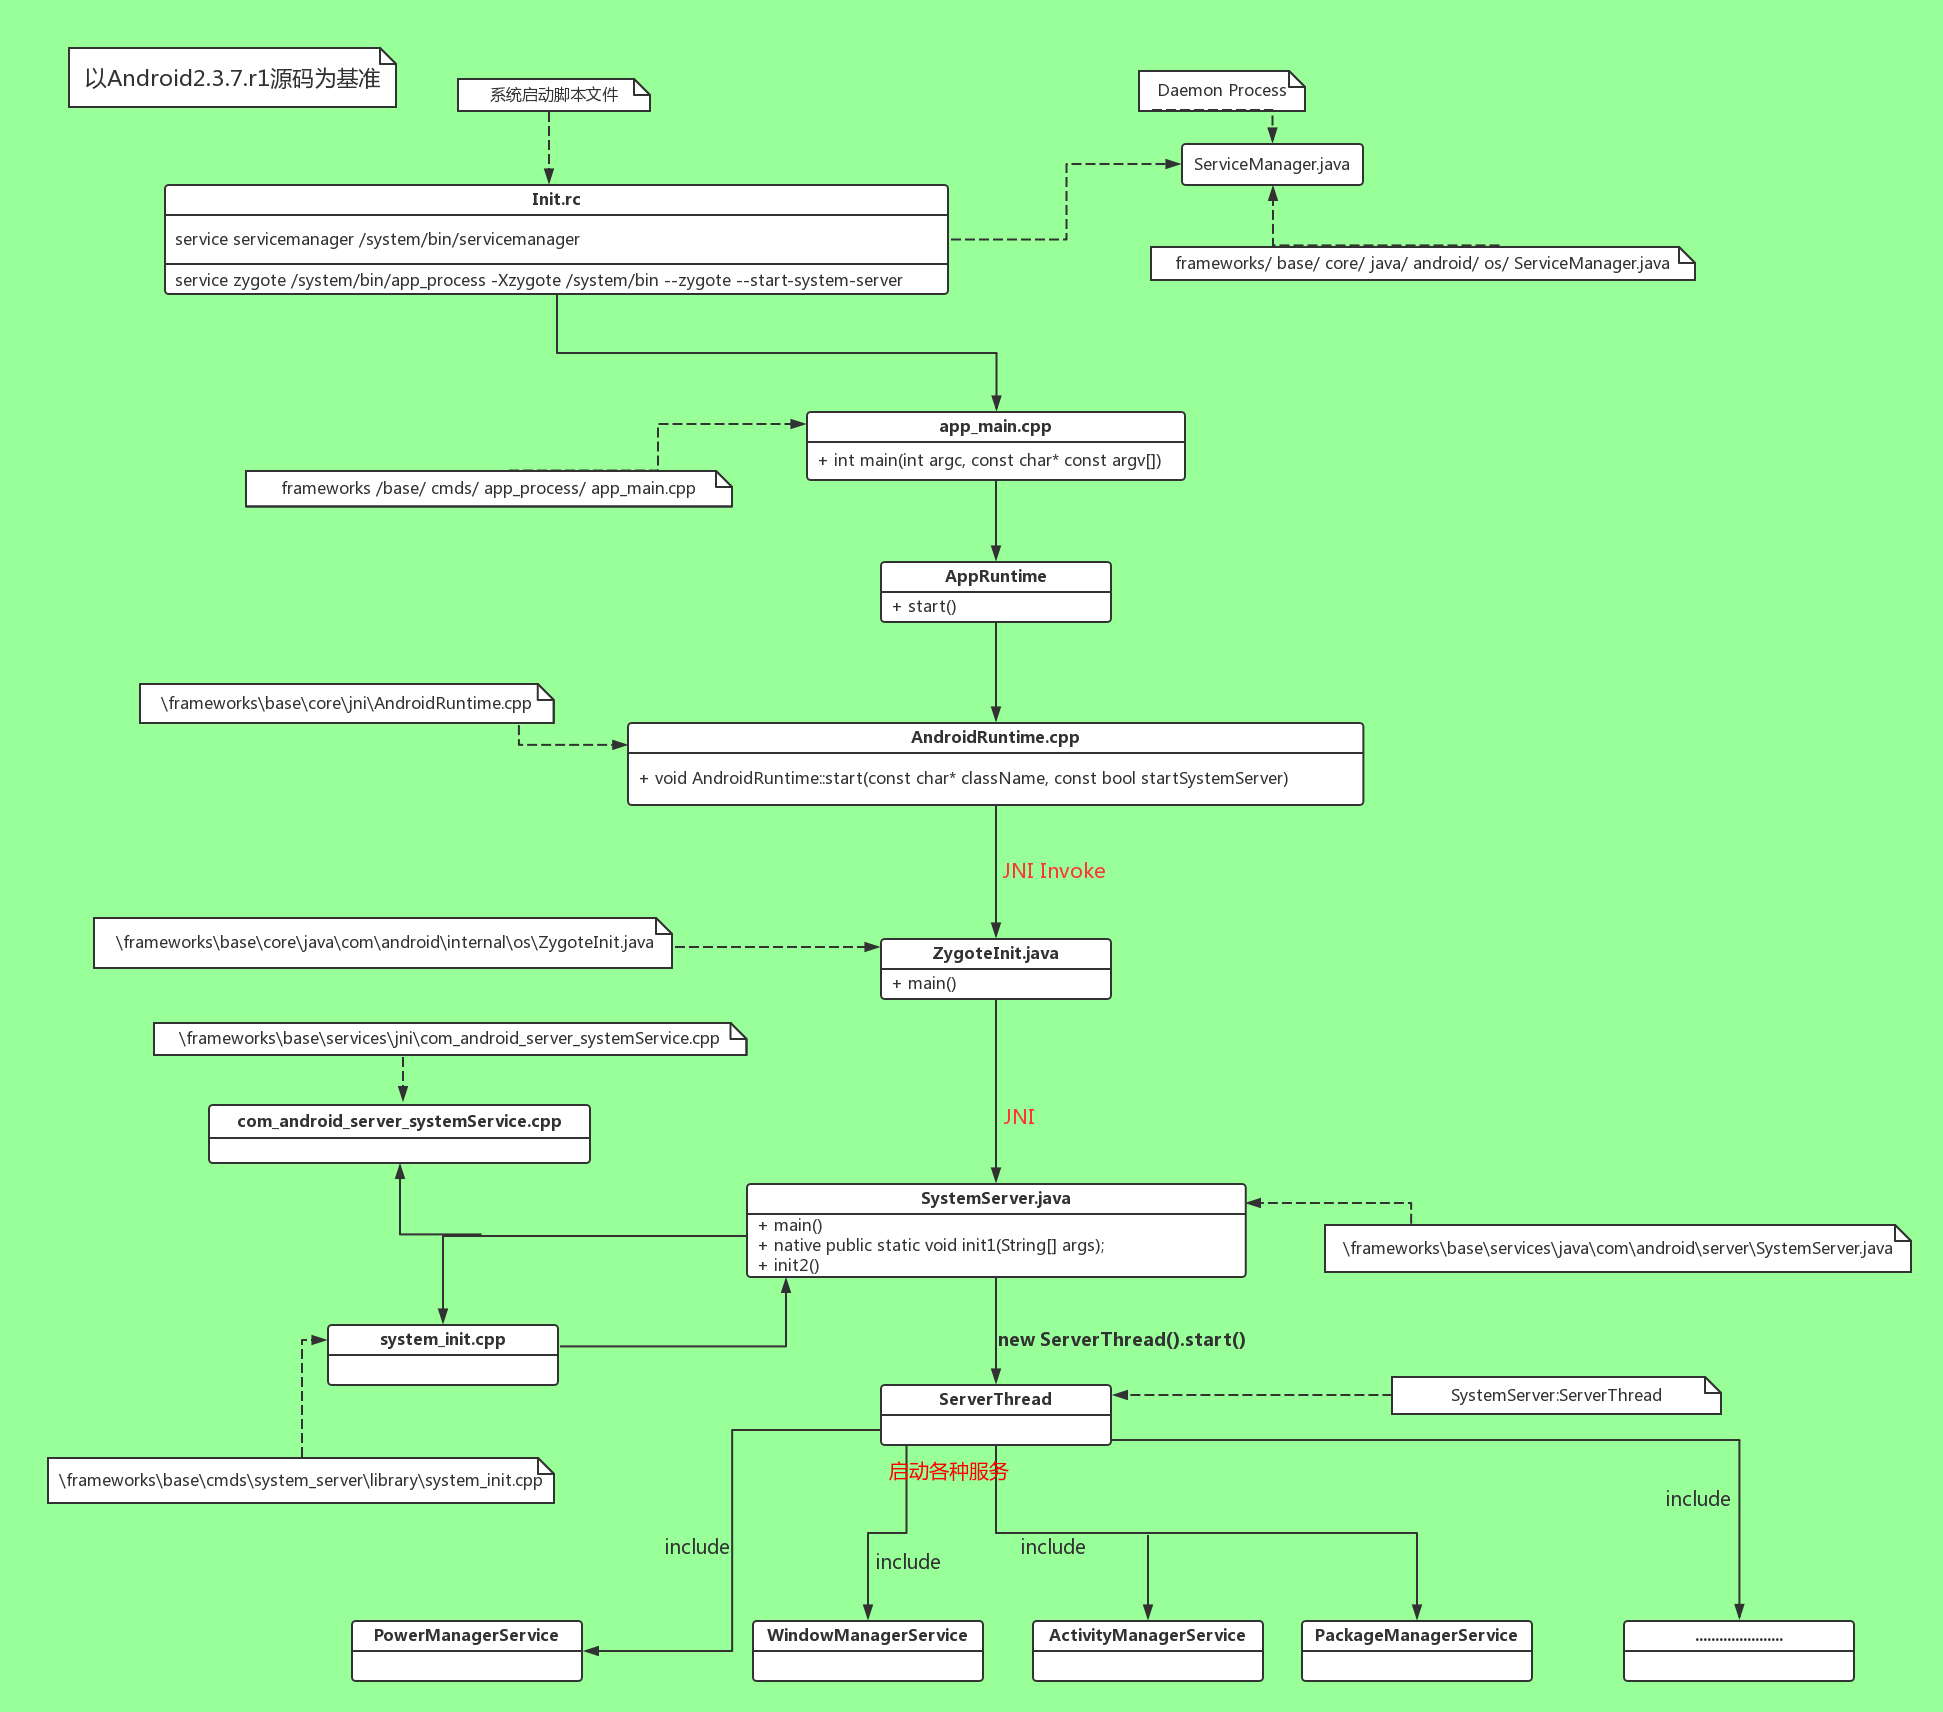 以Android2.3.7.r1源码为基准
系统启动脚本文件
Daemon Process
ServiceManager.java
Init.rc
service servicemanager /system/bin/servicemanager
service zygote /system/bin/app_process -Xzygote /system/bin --zygote --start-system-server
frameworks/ base/ core/ java/ android/ os/ ServiceManager.java
app_main.cpp
+ int main(int argc, const char* const argv[])
frameworks /base/ cmds/ app_process/ app_main.cpp
AppRuntime
+ start()
\frameworks\base\core\jni\AndroidRuntime.cpp
AndroidRuntime.cpp
+ void AndroidRuntime::start(const char* className, const bool startSystemServer)
JNI Invoke
\frameworks\base\core\java\com\android\internal\os\ZygoteInit.java
ZygoteInit.java
+ main()
\frameworks\base\services\jni\com_android_server_systemService.cpp
com_android_server_systemService.cpp
JNI
SystemServer.java
+ main()
+ native public static void init1(String[] args);
+ init2()
\frameworks\base\services\java\com\android\server\SystemServer.java
system_init.cpp
new ServerThread().start()
ServerThread
SystemServer:ServerThread
\frameworks\base\cmds\system_server\library\system_init.cpp
启动各种服务
include
include
include
include
PowerManagerService
WindowManagerService
ActivityManagerService
PackageManagerService
......................